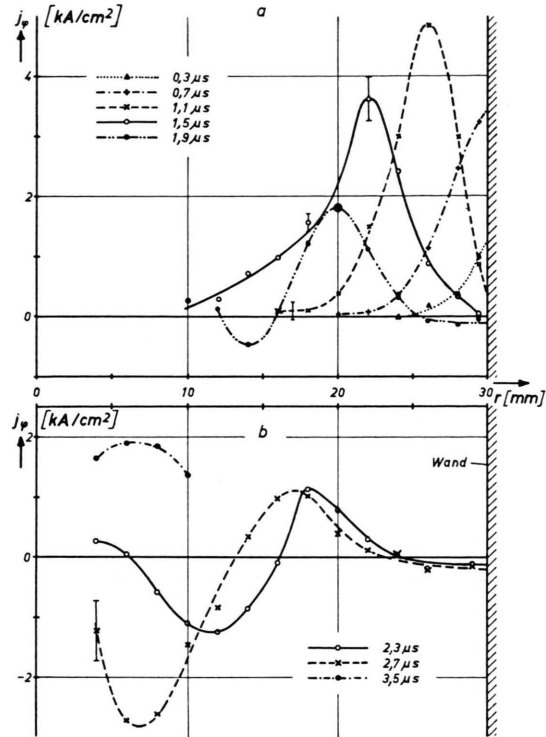 jφ [kA/cm²] a
0,3 µs
0,7 µs
1,1 µs
1,5 µs
1,9 µs
4
2
0
0 10 20 30
r [mm]
jφ [kA/cm²] b
2
Wand
0
2,3 µs
2,7 µs
3,5 µs
-2